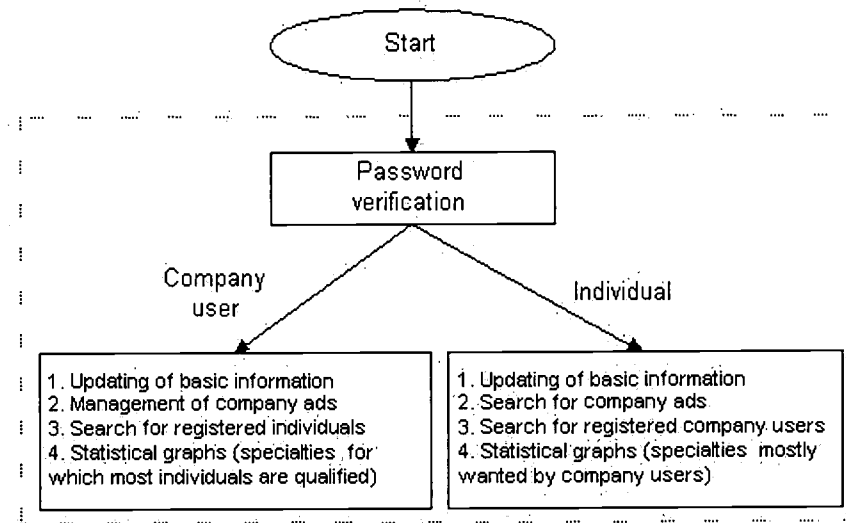 Start
Password
verification
Company
user
Individual
1. Updating of basic information
2. Management of company ads
3. Search for registered individuals
4. Statistical graphs (specialties for
which most individuals are qualified)
1. Updating of basic information
2. Search for company ads
3. Search for registered company users
4. Statistical graphs (specialties mostly
wanted by company users)